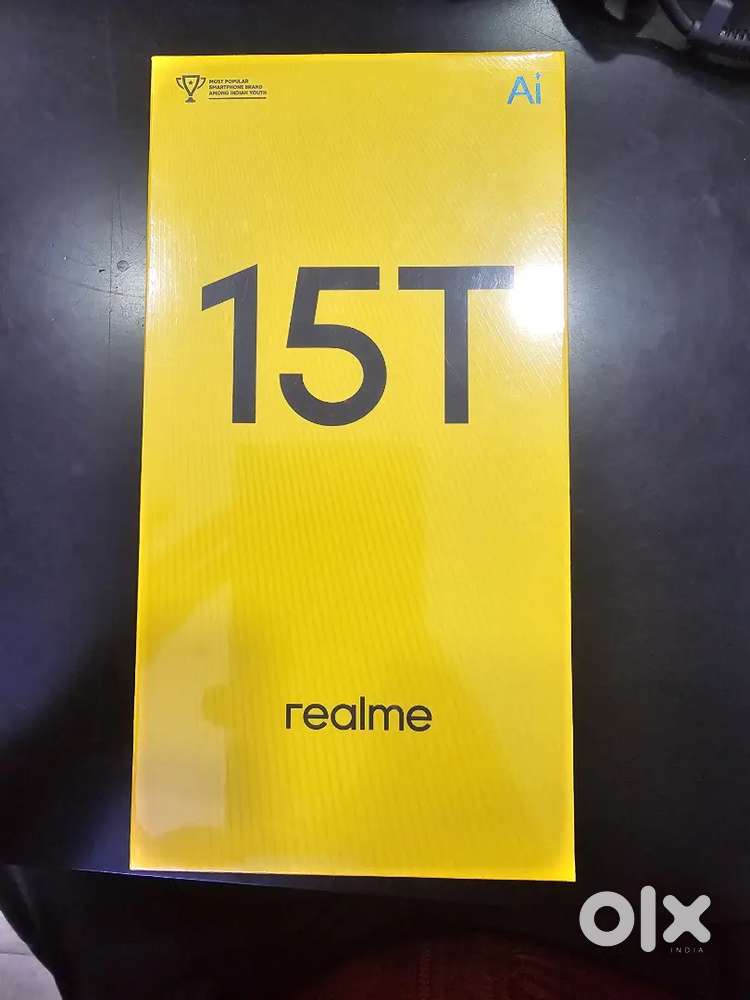 MOST POPULAR
SMARTPHONE BRAND
AMONG INDIAN YOUTH
Ai
15T
realme
olx
INDIA